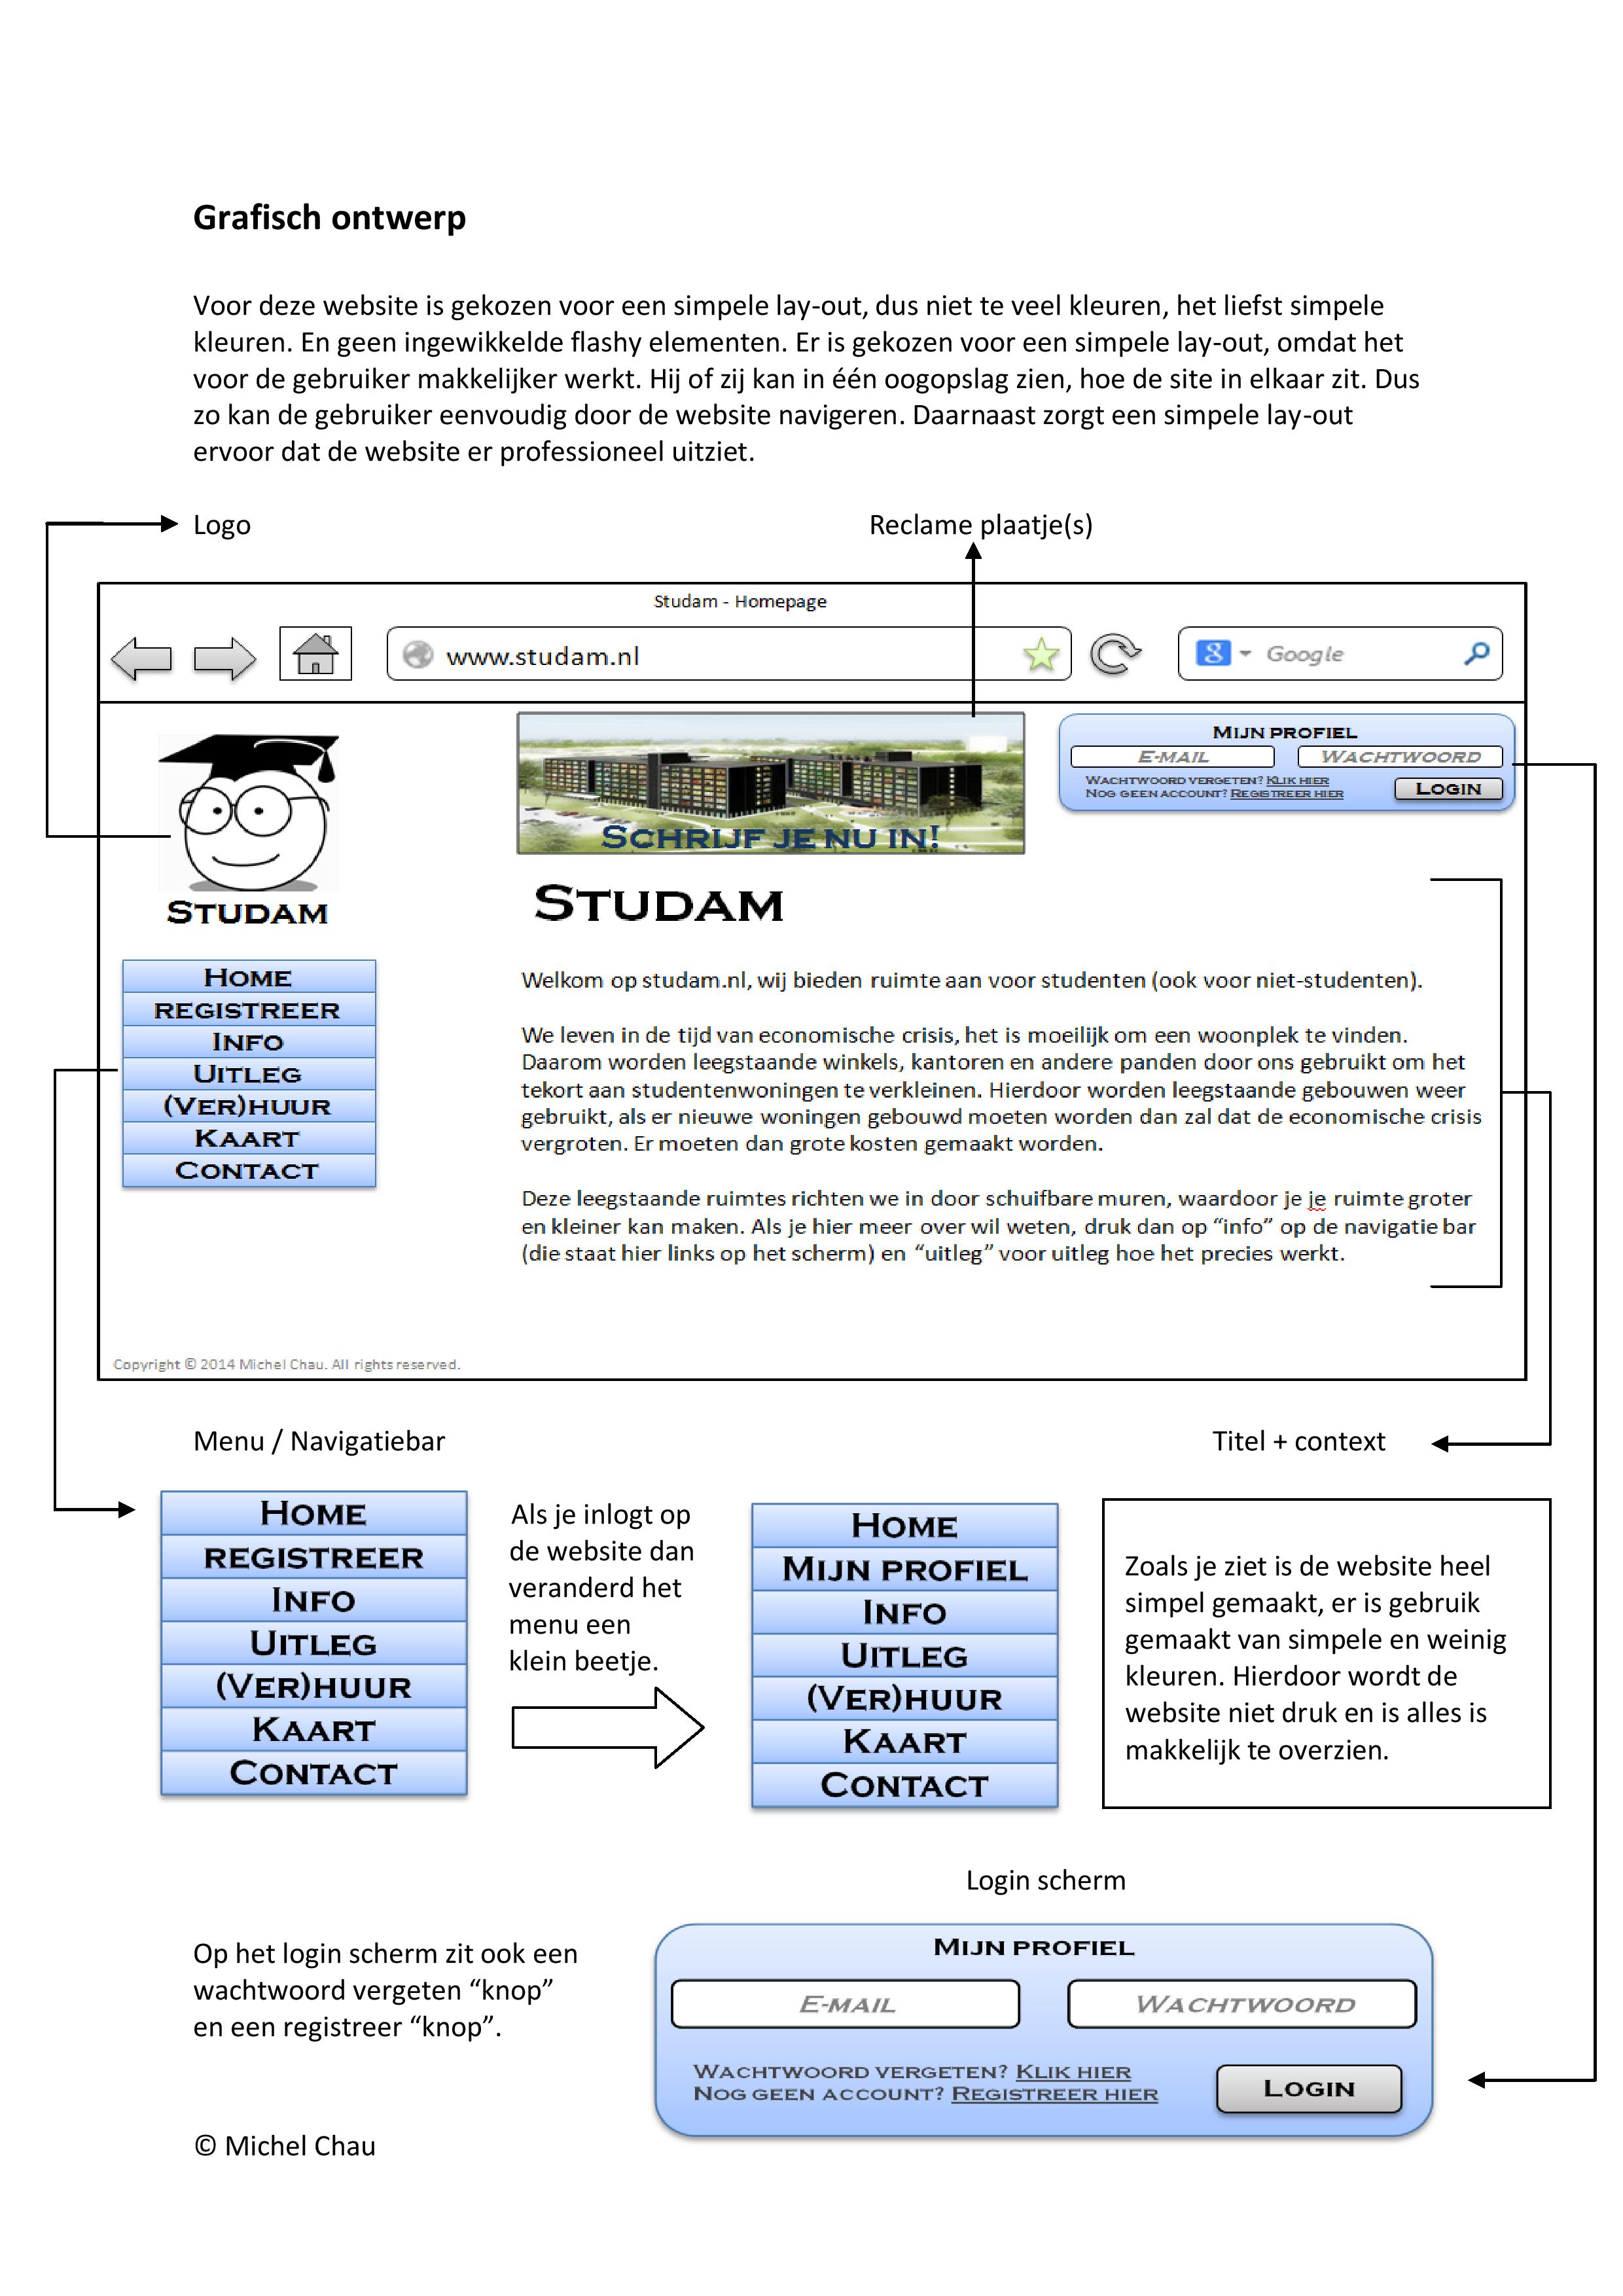 Grafisch ontwerp
Voor deze website is gekozen voor een simpele lay-out, dus niet te veel kleuren, het liefst simpele
kleuren. En geen ingewikkelde flashy elementen. Er is gekozen voor een simpele lay-out, omdat het
voor de gebruiker makkelijker werkt. Hij of zij kan in één oogopslag zien, hoe de site in elkaar zit. Dus
zo kan de gebruiker eenvoudig door de website navigeren. Daarnaast zorgt een simpele lay-out
ervoor dat de website er professioneel uitziet.
Logo
Reclame plaatje(s)
Studam - Homepage
www.studam.nl
8 Google
SCHRIJF JE NU IN!
MIJN PROFIEL
E-MAIL WACHTWOORD
WACHTWOORD VERGETEN? KLIK HIER
NOG GEEN ACCOUNT? REGISTREER HIER
LOGIN
STUDAM
HOME
REGISTREER
INFO
UITLEG
(VER)HUUR
KAART
CONTACT
STUDAM
Welkom op studam.nl, wij bieden ruimte aan voor studenten (ook voor niet-studenten).
We leven in de tijd van economische crisis, het is moeilijk om een woonplek te vinden.
Daarom worden leegstaande winkels, kantoren en andere panden door ons gebruikt om het
tekort aan studentenwoningen te verkleinen. Hierdoor worden leegstaande gebouwen weer
gebruikt, als er nieuwe woningen gebouwd moeten worden dan zal dat de economische crisis
vergroten. Er moeten dan grote kosten gemaakt worden.
Deze leegstaande ruimtes richten we in door schuifbare muren, waardoor je je ruimte groter
en kleiner kan maken. Als je hier meer over wil weten, druk dan op “info” op de navigatie bar
(die staat hier links op het scherm) en “uitleg” voor uitleg hoe het precies werkt.
Copyright © 2014 Michel Chau. All rights reserved.
Menu / Navigatiebar
Titel + context
HOME
REGISTREER
INFO
UITLEG
(VER)HUUR
KAART
CONTACT
Als je inlogt op
de website dan
veranderd het
menu een
klein beetje.
HOME
MIJN PROFIEL
INFO
UITLEG
(VER)HUUR
KAART
CONTACT
Zoals je ziet is de website heel
simpel gemaakt, er is gebruik
gemaakt van simpele en weinig
kleuren. Hierdoor wordt de
website niet druk en is alles is
makkelijk te overzien.
Login scherm
Op het login scherm zit ook een
wachtwoord vergeten “knop”
en een registreer “knop”.
MIJN PROFIEL
E-MAIL WACHTWOORD
WACHTWOORD VERGETEN? KLIK HIER
NOG GEEN ACCOUNT? REGISTREER HIER
LOGIN
© Michel Chau